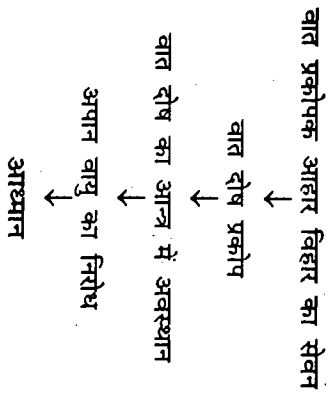 वात प्रकोपक आहार विहार का सेवन
↓
वात दोष प्रकोप
↓
वात दोष का आन्त्र में अवस्थान
↓
अपान वायु का निरोध
↓
आध्मान